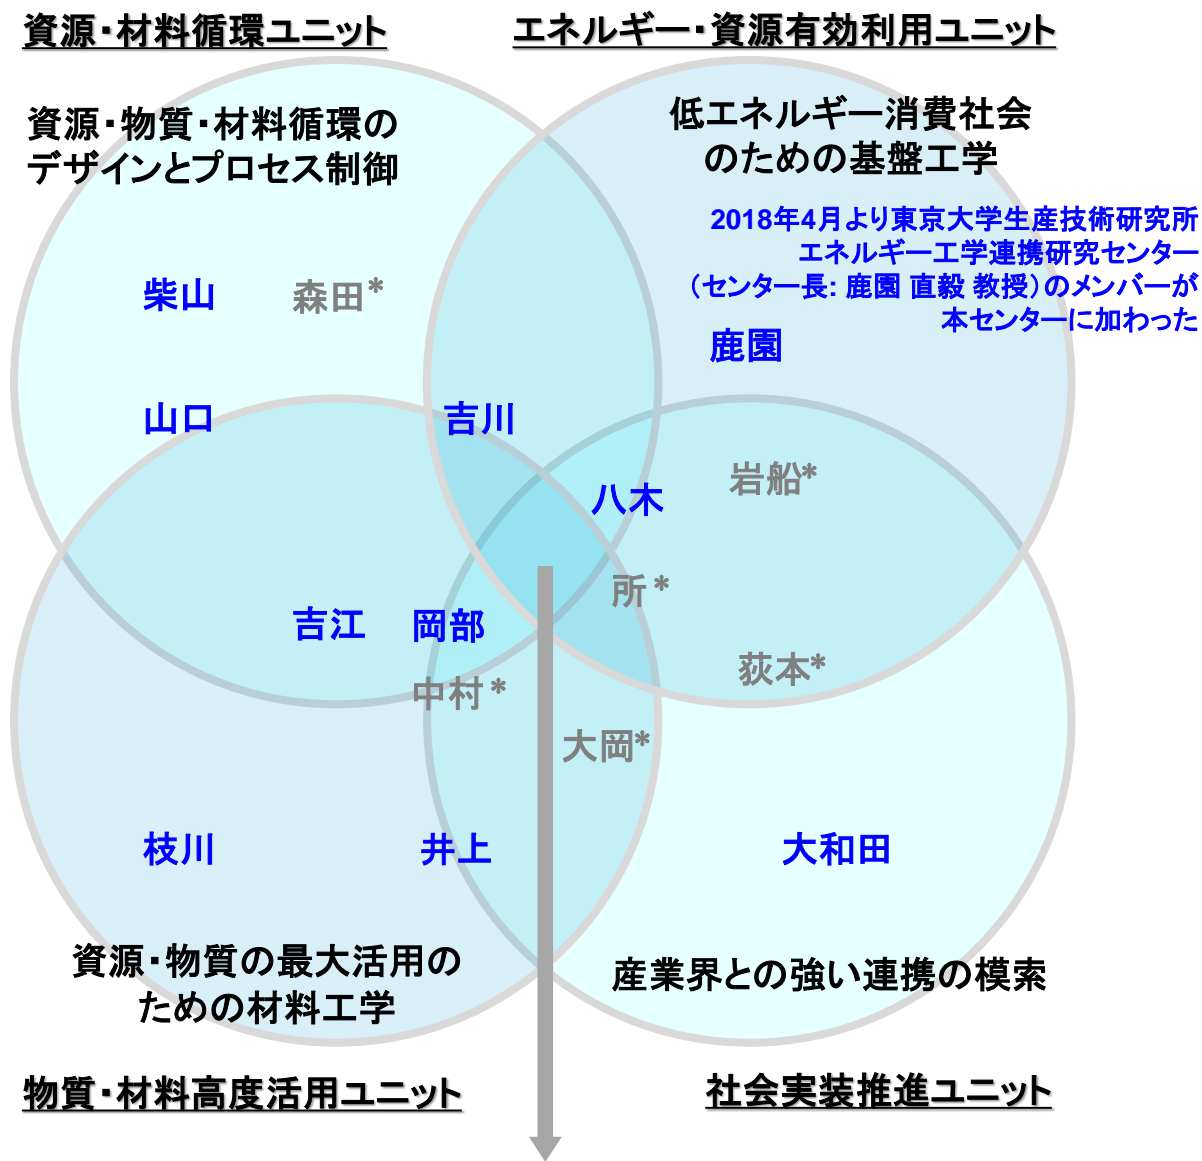 資源・材料循環ユニット
エネルギー・資源有効利用ユニット
資源・物質・材料循環の
デザインとプロセス制御
低エネルギー消費社会
のための基盤工学
2018年4月より東京大学生産技術研究所
エネルギー工学連携研究センター
（センター長: 鹿園 直毅 教授）のメンバーが
本センターに加わった
柴山
森田*
鹿園
山口
吉川
岩船*
八木
所*
吉江
岡部
中村*
荻本*
大岡*
枝川
井上
大和田
資源・物質の最大活用の
ための材料工学
産業界との強い連携の模索
物質・材料高度活用ユニット
社会実装推進ユニット